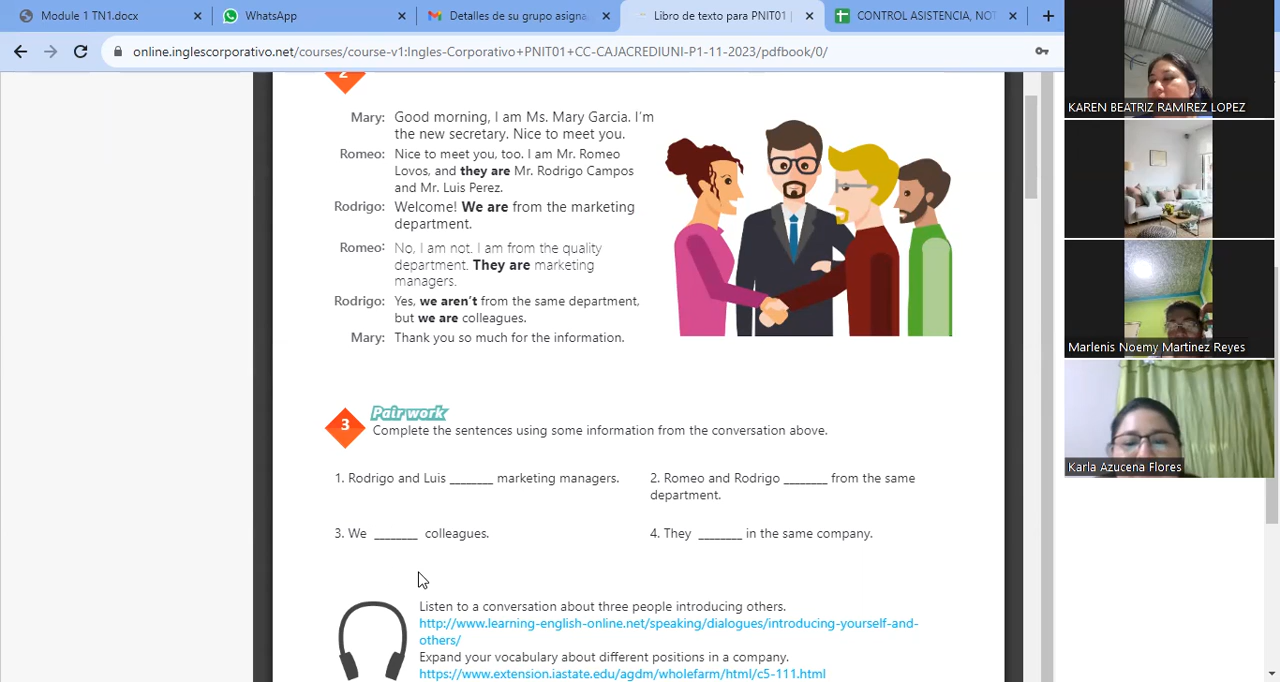 Module 1 TN1.docx
WhatsApp
Detalles de su grupo asigna
Libro de texto para PNIT01 |
CONTROL ASISTENCIA, NOT
online.inglescorporativo.net/courses/course-v1:Ingles-Corporativo+PNIT01+CC-CAJACREDIUNI-P1-11-2023/pdfbook/0/
2
Mary: Good morning, I am Ms. Mary Garcia. I'm
the new secretary. Nice to meet you.
Romeo: Nice to meet you, too. I am Mr. Romeo
Lovos, and they are Mr. Rodrigo Campos
and Mr. Luis Perez.
Rodrigo: Welcome! We are from the marketing
department.
Romeo: No, I am not. I am from the quality
department. They are marketing
managers.
Rodrigo: Yes, we aren't from the same department,
but we are colleagues.
Mary: Thank you so much for the information.
3
Pair work
Complete the sentences using some information from the conversation above.
1. Rodrigo and Luis _______ marketing managers.
2. Romeo and Rodrigo _______ from the same
department.
3. We _______ colleagues.
4. They _______ in the same company.
Listen to a conversation about three people introducing others.
http://www.learning-english-online.net/speaking/dialogues/introducing-yourself-and-
others/
Expand your vocabulary about different positions in a company.
https://www.extension.iastate.edu/agdm/wholefarm/html/c5-111.html
KAREN BEATRIZ RAMIREZ LOPEZ
Marlenis Noemy Martinez Reyes
Karla Azucena Flores